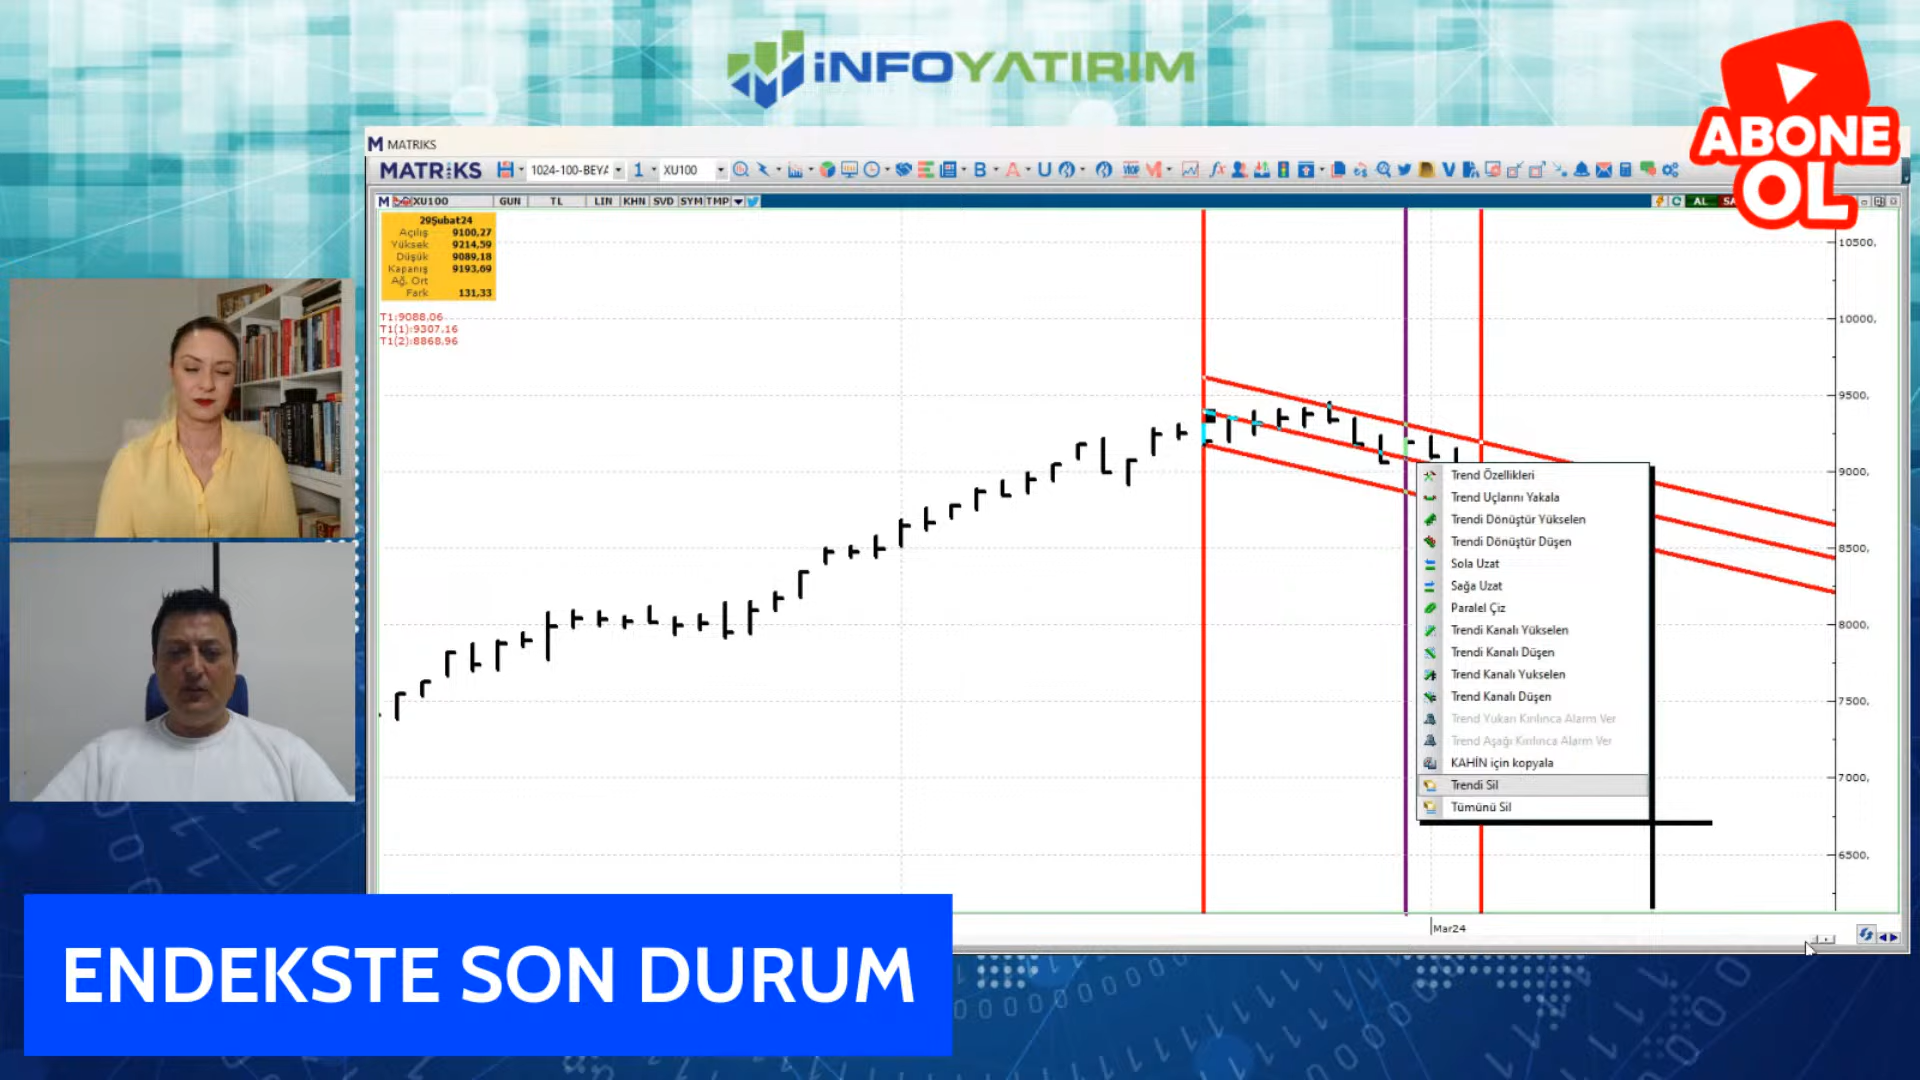 iNFOYATIRIM
ABONE
OL
M MATRIKS
MATRiKS
1024-100-BEYA
1
XU100
M
XU100
GUN
TL
LIN
KHN
SVD
SYM
TMP
AL
29Şubat24
Açılış 9100,27
Yüksek 9214,59
Düşük 9089,18
Kapanış 9193,69
Ağ. Ort
Fark 131,33
T1:9088.06
T1(1):9307.16
T1(2):8868.96
10500,
10000,
9500,
9000,
8500,
8000,
7500,
7000,
6500,
Trend Özellikleri
Trend Uçlarını Yakala
Trendi Dönüştür Yükselen
Trendi Dönüştür Düşen
Sola Uzat
Sağa Uzat
Paralel Çiz
Trendi Kanalı Yükselen
Trendi Kanalı Düşen
Trend Kanalı Yukselen
Trend Kanalı Düşen
Trend Yukarı Kırılınca Alarm Ver
Trend Aşağı Kırılınca Alarm Ver
KAHİN için kopyala
Trendi Sil
Tümünü Sil
Mar24
ENDEKSTE SON DURUM